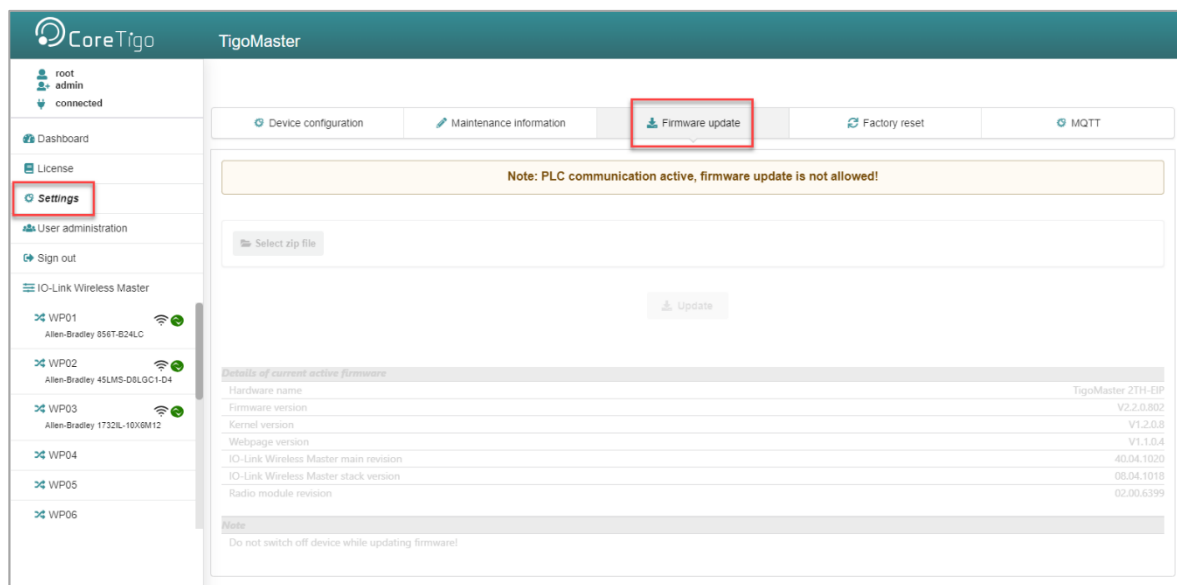 CoreTigo
TigoMaster
root
admin
connected
Dashboard
License
Settings
User administration
Sign out
IO-Link Wireless Master
WP01
Allen-Bradley 856T-B24LC
WP02
Allen-Bradley 45LMS-D8LGC1-D4
WP03
Allen-Bradley 1732IL-10X6M12
WP04
WP05
WP06
Device configuration
Maintenance information
Firmware update
Factory reset
MQTT
Note: PLC communication active, firmware update is not allowed!
Select zip file
Update
Details of current active firmware
Hardware name TigoMaster 2TH-EIP
Firmware version V2.2.0.802
Kernel version V1.2.0.8
Webpage version V1.1.0.4
IO-Link Wireless Master main revision 40.04.1020
IO-Link Wireless Master stack version 08.04.1018
Radio module revision 02.00.6399
Note
Do not switch off device while updating firmware!